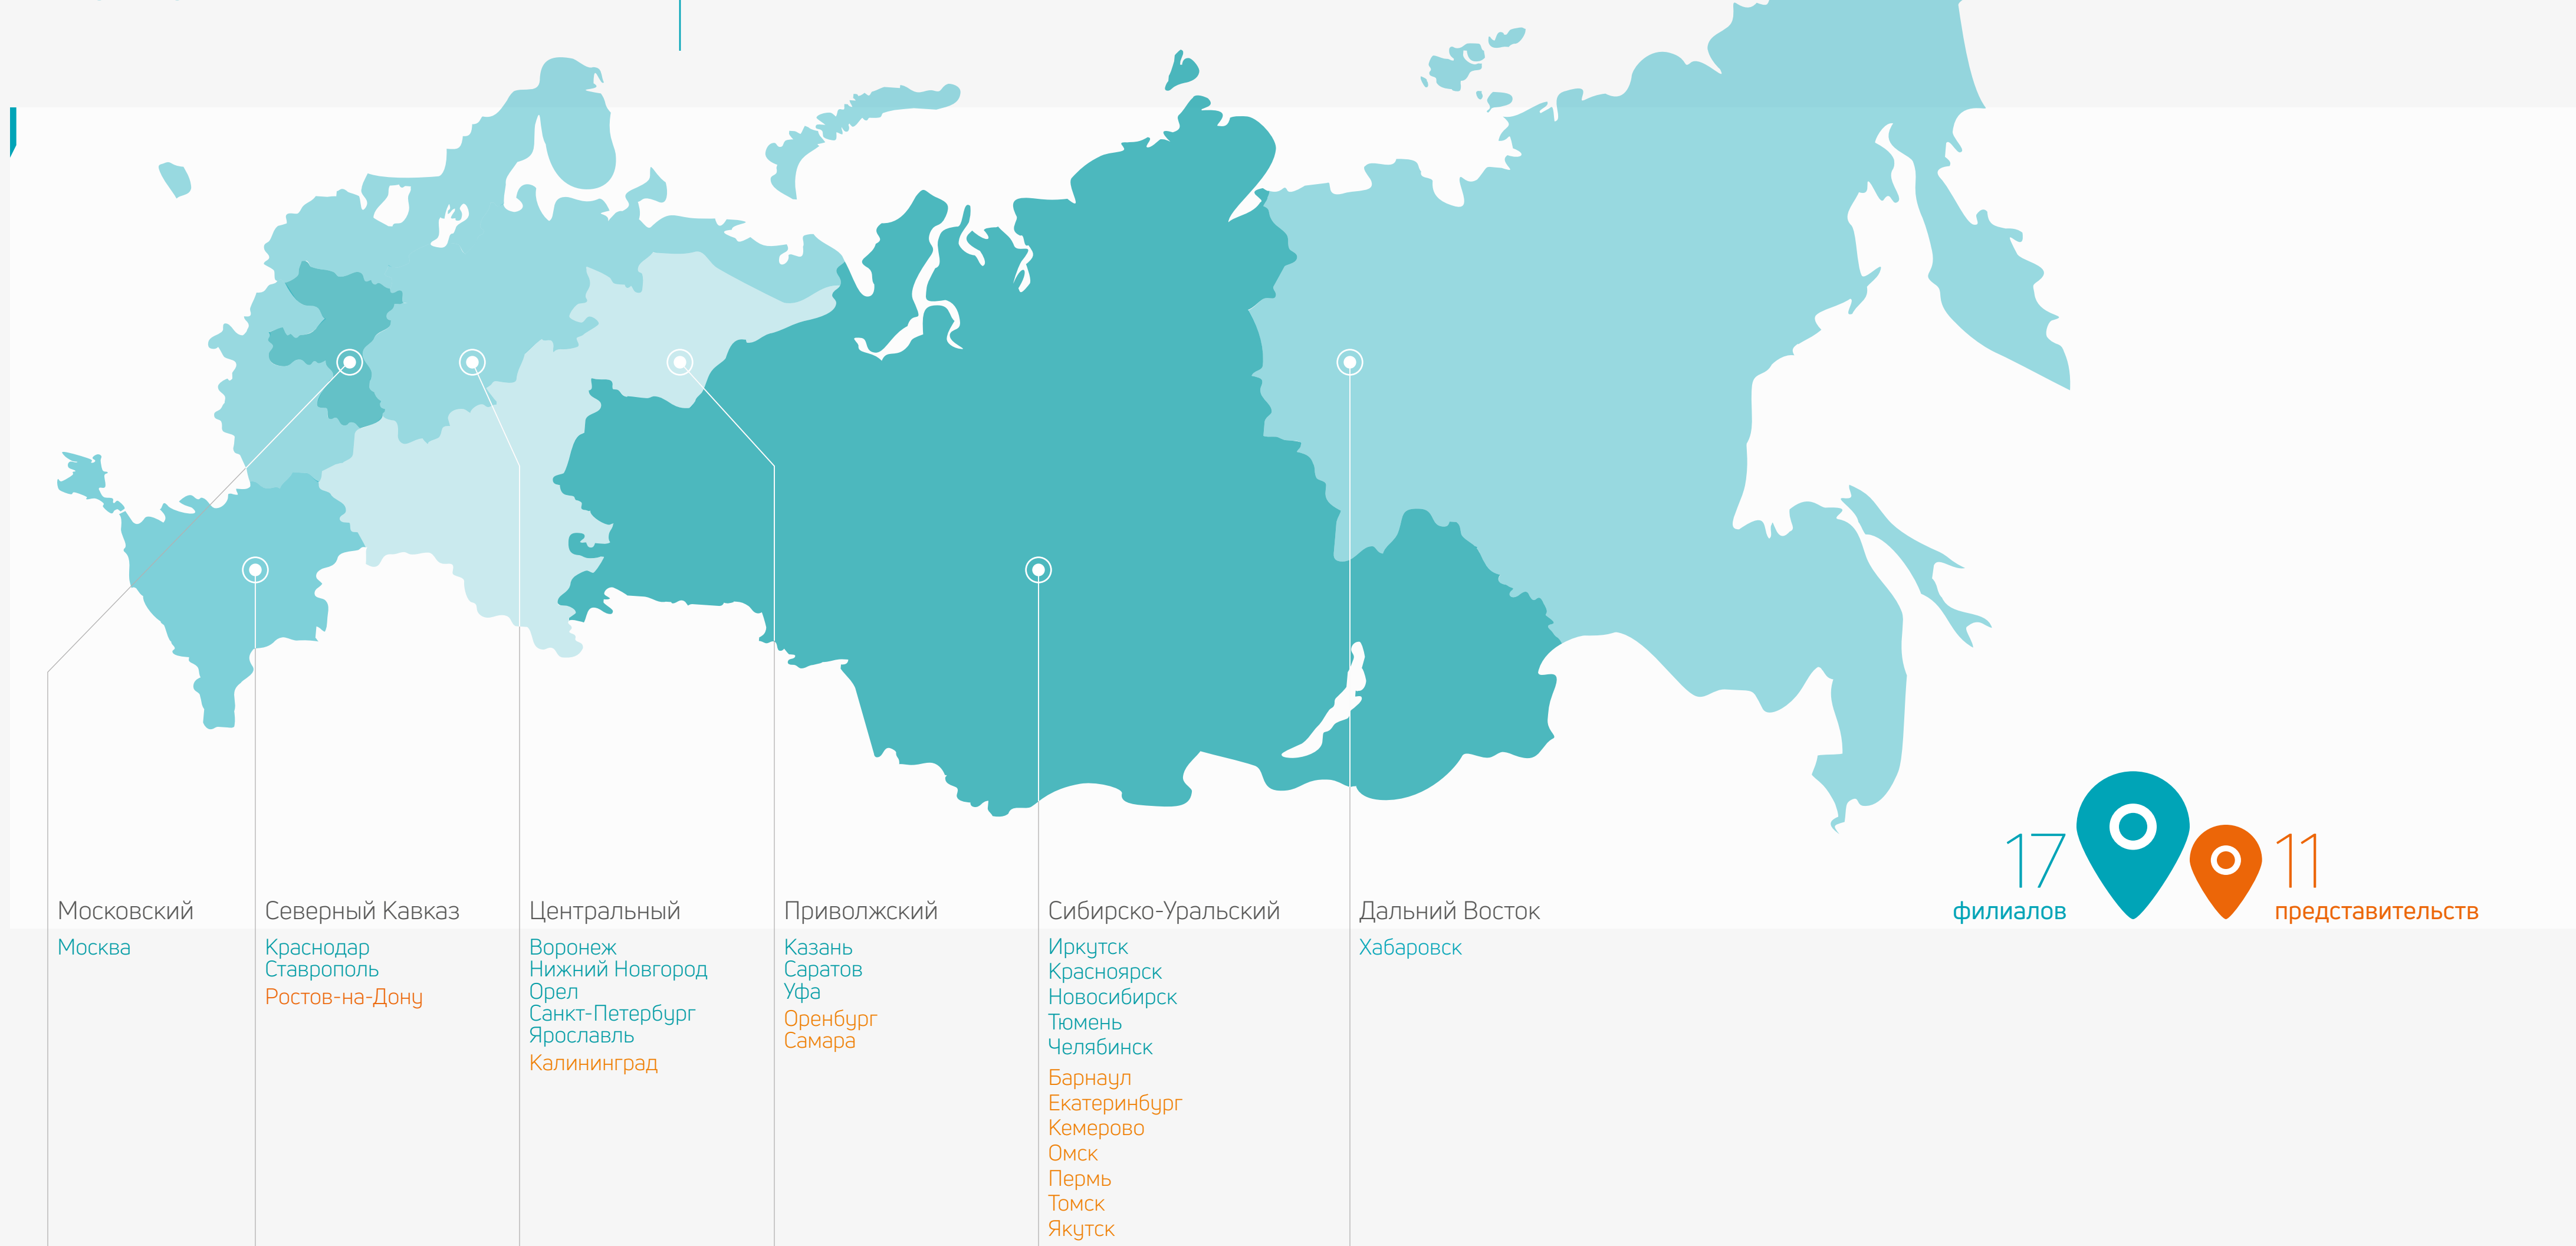 17
филиалов
11
представительств
Московский
Москва
Северный Кавказ
Краснодар
Ставрополь
Ростов-на-Дону
Центральный
Воронеж
Нижний Новгород
Орел
Санкт-Петербург
Ярославль
Калининград
Приволжский
Казань
Саратов
Уфа
Оренбург
Самара
Сибирско-Уральский
Иркутск
Красноярск
Новосибирск
Тюмень
Челябинск
Барнаул
Екатеринбург
Кемерово
Омск
Пермь
Томск
Якутск
Дальний Восток
Хабаровск